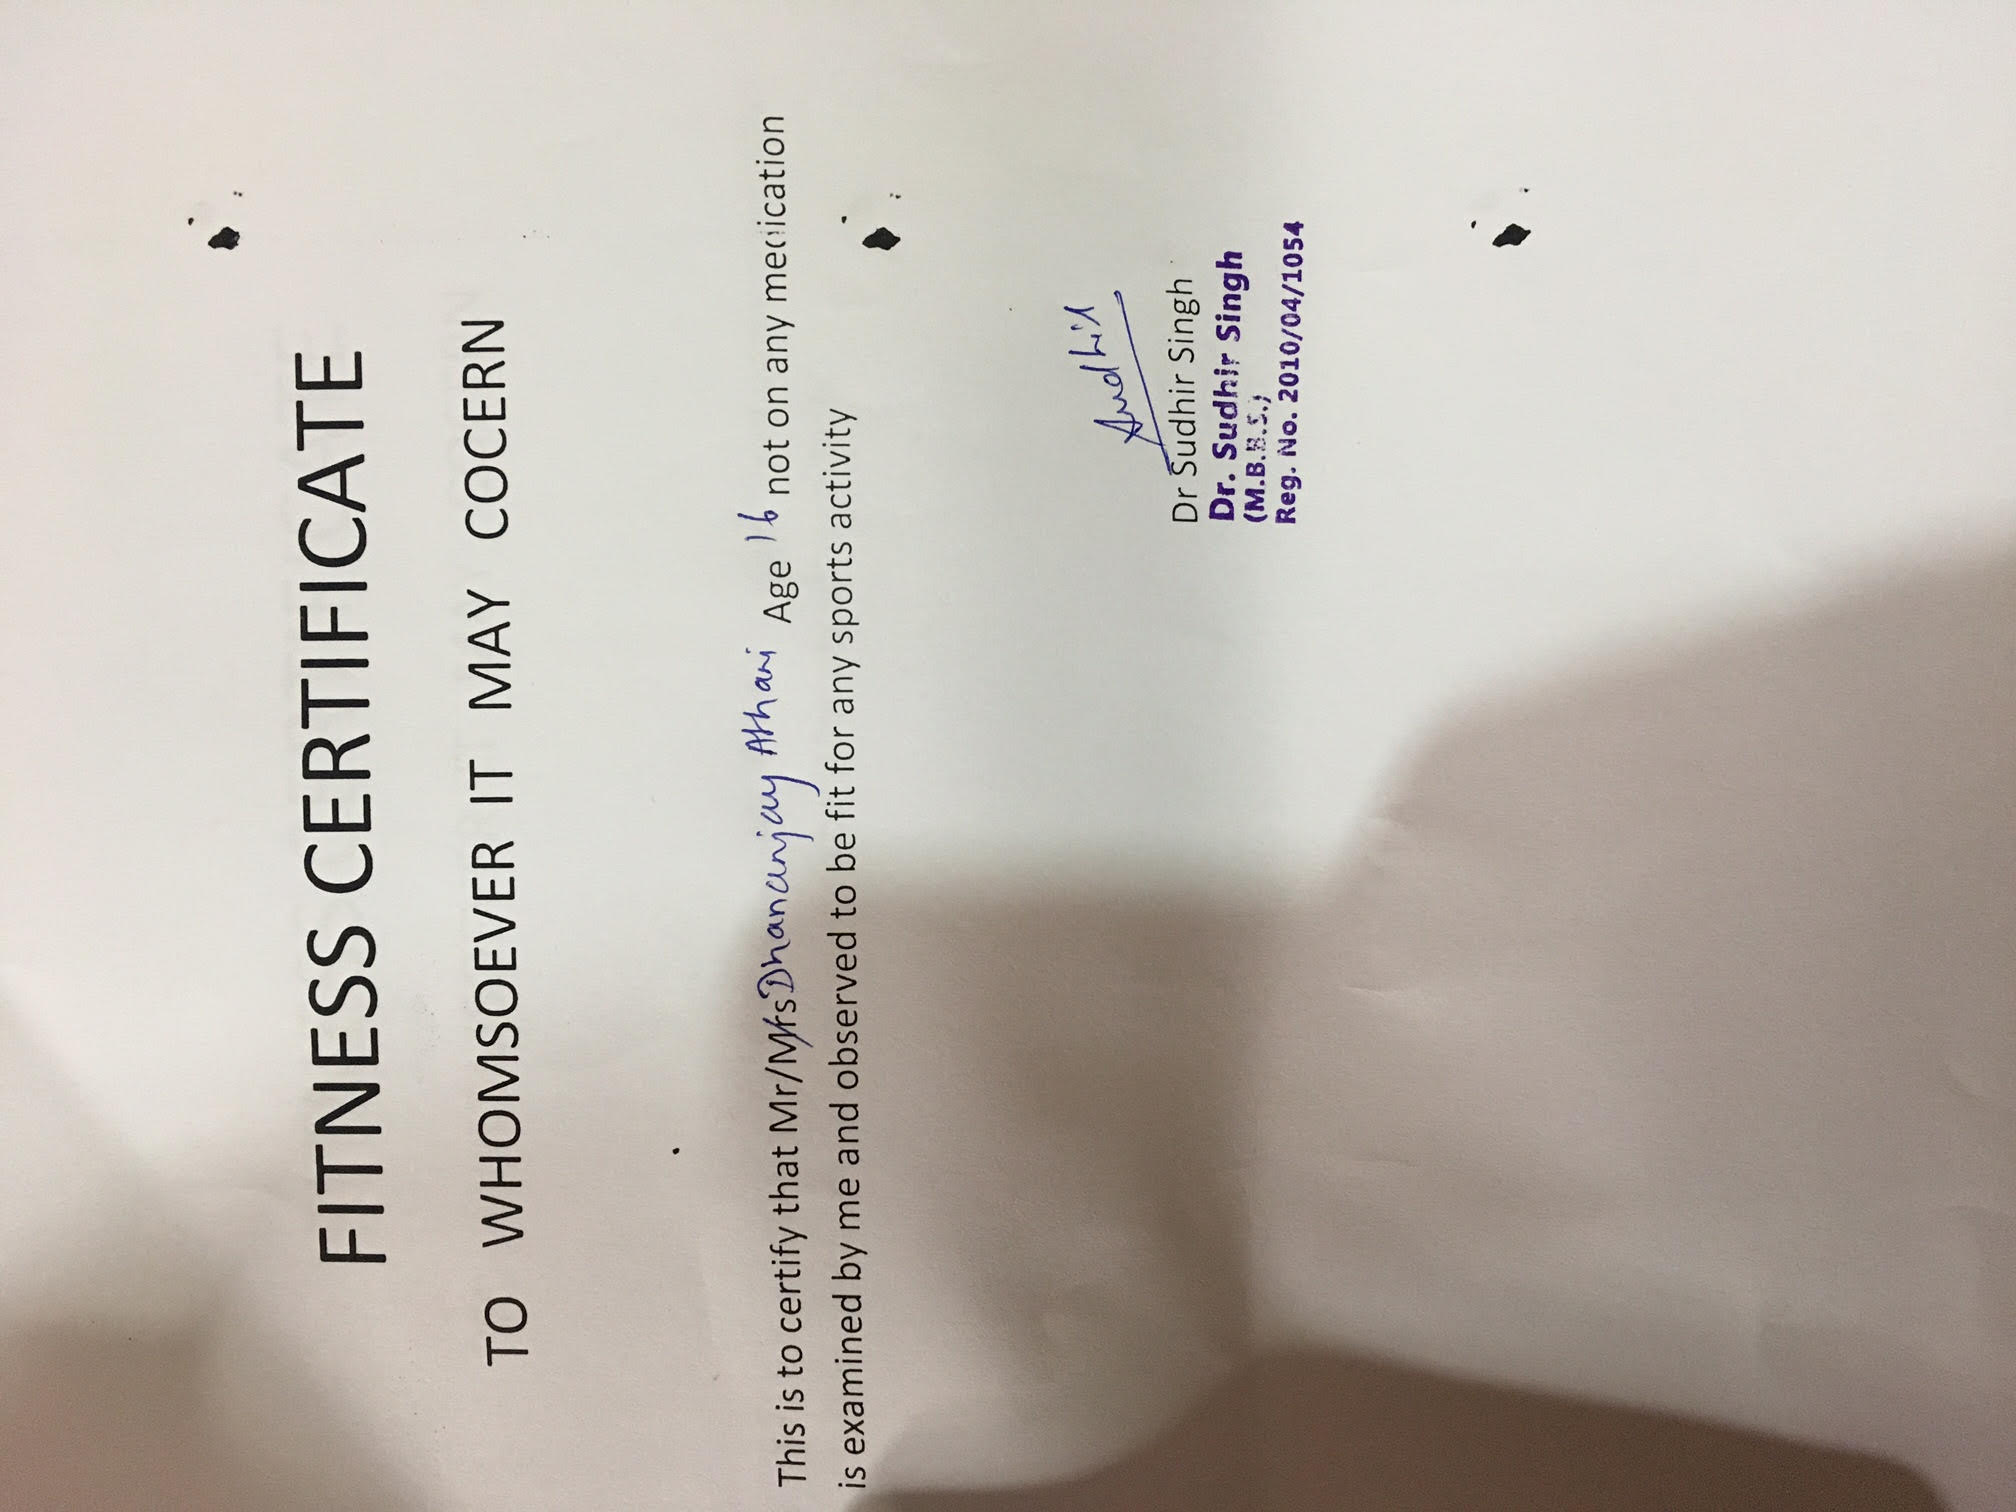 FITNESS CERTIFICATE
TO WHOMSOEVER IT MAY COCERN
This is to certify that Mr/Mrs Dhananjay Athani Age 16 not on any medication
is examined by me and observed to be fit for any sports activity
Sudhir
Dr Sudhir Singh
Dr. Sudhir Singh
(M.B.B.S.)
Reg. No. 2010/04/1054